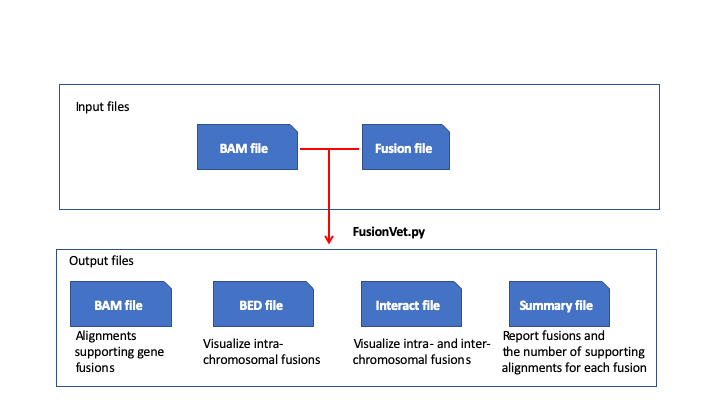 Input files
BAM file
Fusion file
FusionVet.py
Output files
BAM file
BED file
Interact file
Summary file
Alignments
supporting gene
fusions
Visualize intra-
chromosomal fusions
Visualize intra- and inter-
chromosomal fusions
Report fusions and
the number of supporting
alignments for each fusion